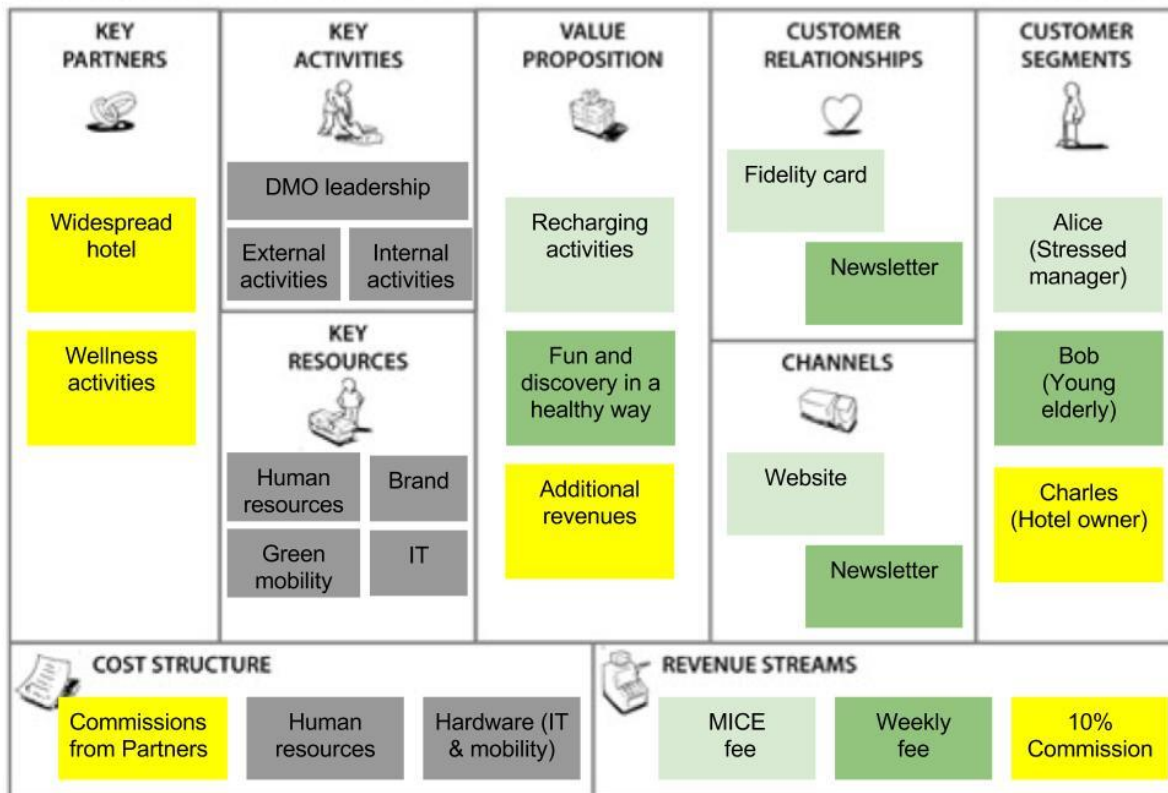 KEY
PARTNERS
Widespread
hotel
Wellness
activities
KEY
ACTIVITIES
DMO leadership
External
activities
Internal
activities
KEY
RESOURCES
Human
resources
Brand
Green
mobility
IT
VALUE
PROPOSITION
Recharging
activities
Fun and
discovery in a
healthy way
Additional
revenues
CUSTOMER
RELATIONSHIPS
Fidelity card
Newsletter
CHANNELS
Website
Newsletter
CUSTOMER
SEGMENTS
Alice
(Stressed
manager)
Bob
(Young
elderly)
Charles
(Hotel owner)
COST STRUCTURE
Commissions
from Partners
Human
resources
Hardware (IT
& mobility)
REVENUE STREAMS
MICE
fee
Weekly
fee
10%
Commission